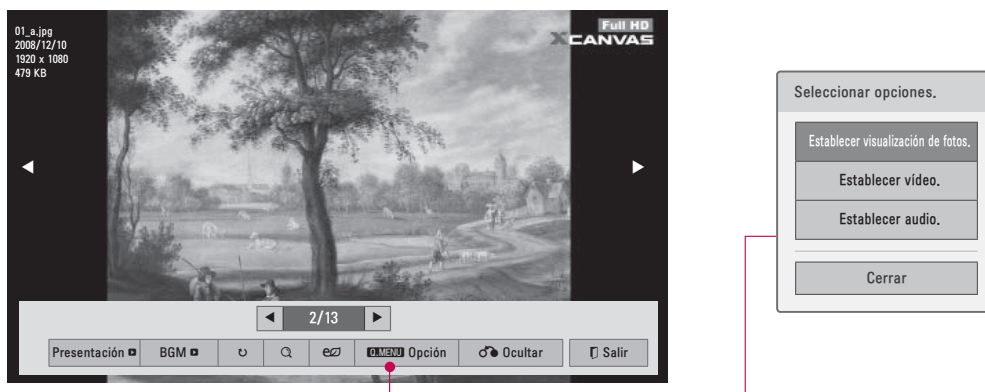 01_a.jpg
2008/12/10
1920 x 1080
479 KB
Full HD
XCANVAS
2/13
Presentación
BGM
Q.MENU Opción
Ocultar
Salir
Seleccionar opciones.
Establecer visualización de fotos.
Establecer vídeo.
Establecer audio.
Cerrar